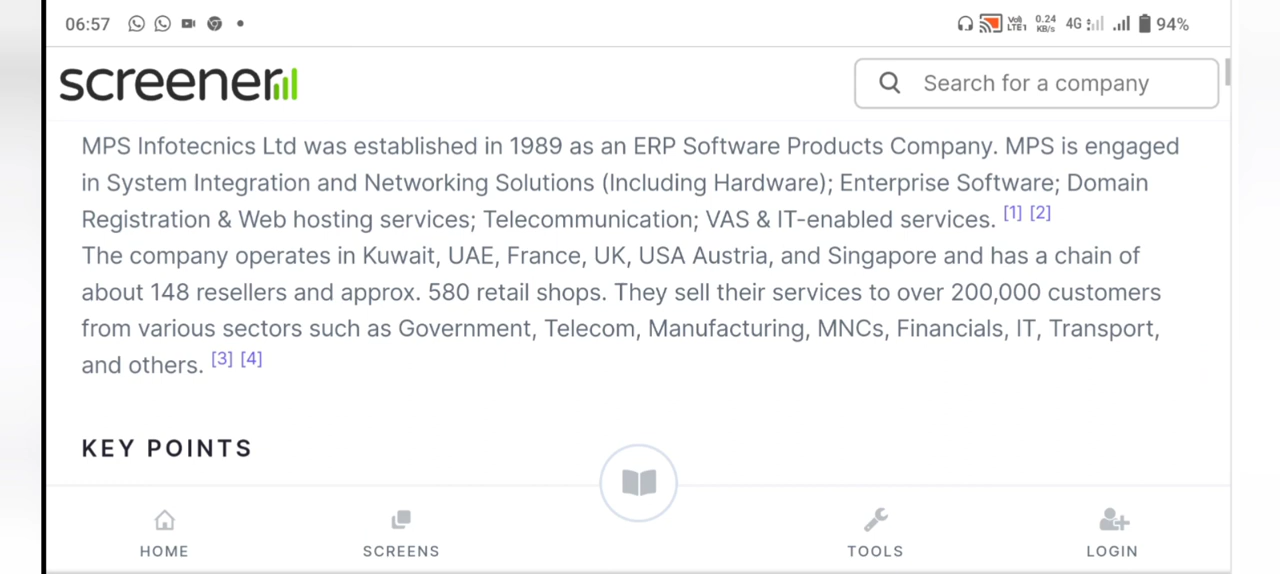 06:57
Vo) LTE1 0.24 KB/s 4G 94%
screener
Search for a company
MPS Infotecnics Ltd was established in 1989 as an ERP Software Products Company. MPS is engaged
in System Integration and Networking Solutions (Including Hardware); Enterprise Software; Domain
Registration & Web hosting services; Telecommunication; VAS & IT-enabled services. [1] [2]
The company operates in Kuwait, UAE, France, UK, USA Austria, and Singapore and has a chain of
about 148 resellers and approx. 580 retail shops. They sell their services to over 200,000 customers
from various sectors such as Government, Telecom, Manufacturing, MNCs, Financials, IT, Transport,
and others. [3] [4]
KEY POINTS
HOME SCREENS TOOLS LOGIN